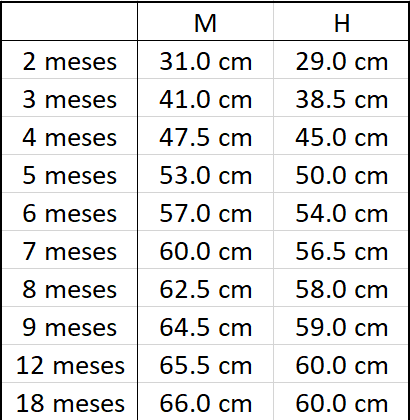 M H
2 meses 31.0 cm 29.0 cm
3 meses 41.0 cm 38.5 cm
4 meses 47.5 cm 45.0 cm
5 meses 53.0 cm 50.0 cm
6 meses 57.0 cm 54.0 cm
7 meses 60.0 cm 56.5 cm
8 meses 62.5 cm 58.0 cm
9 meses 64.5 cm 59.0 cm
12 meses 65.5 cm 60.0 cm
18 meses 66.0 cm 60.0 cm